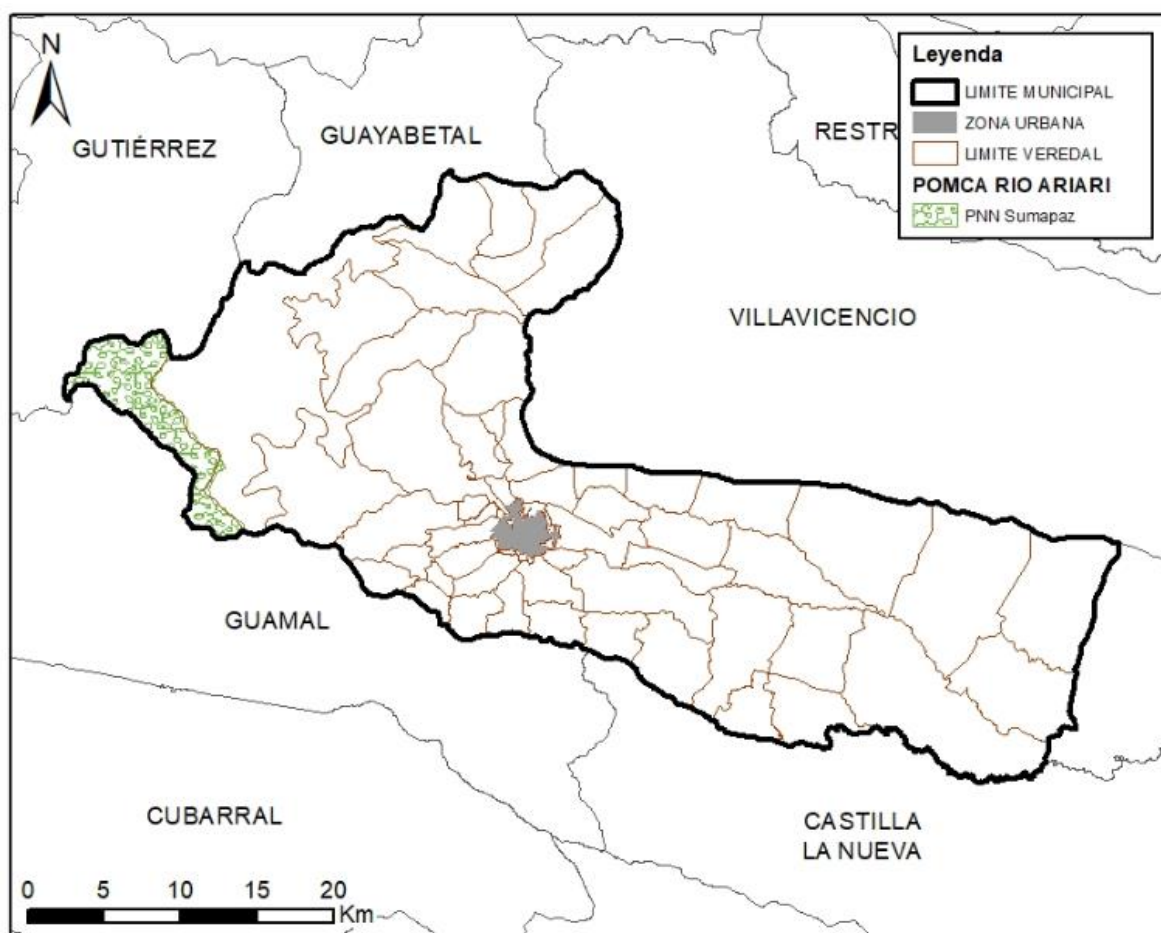 N
GUTIÉRREZ
GUAYABETAL
RESTR
Leyenda
LIMITE MUNICIPAL
ZONA URBANA
LIMITE VEREDAL
POMCA RIO ARIARI
PNN Sumapaz
VILLAVICENCIO
GUAMAL
CUBARRAL
CASTILLA
LA NUEVA
0 5 10 15 20
Km